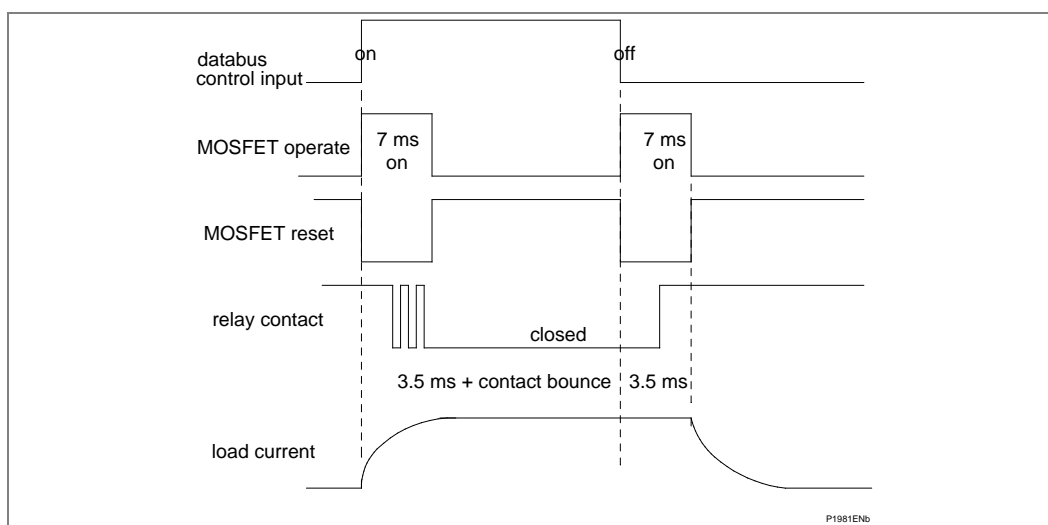 on
off
databus
control input
7 ms
on
7 ms
on
MOSFET operate
MOSFET reset
relay contact
closed
3.5 ms + contact bounce
3.5 ms
load current
P1981ENb